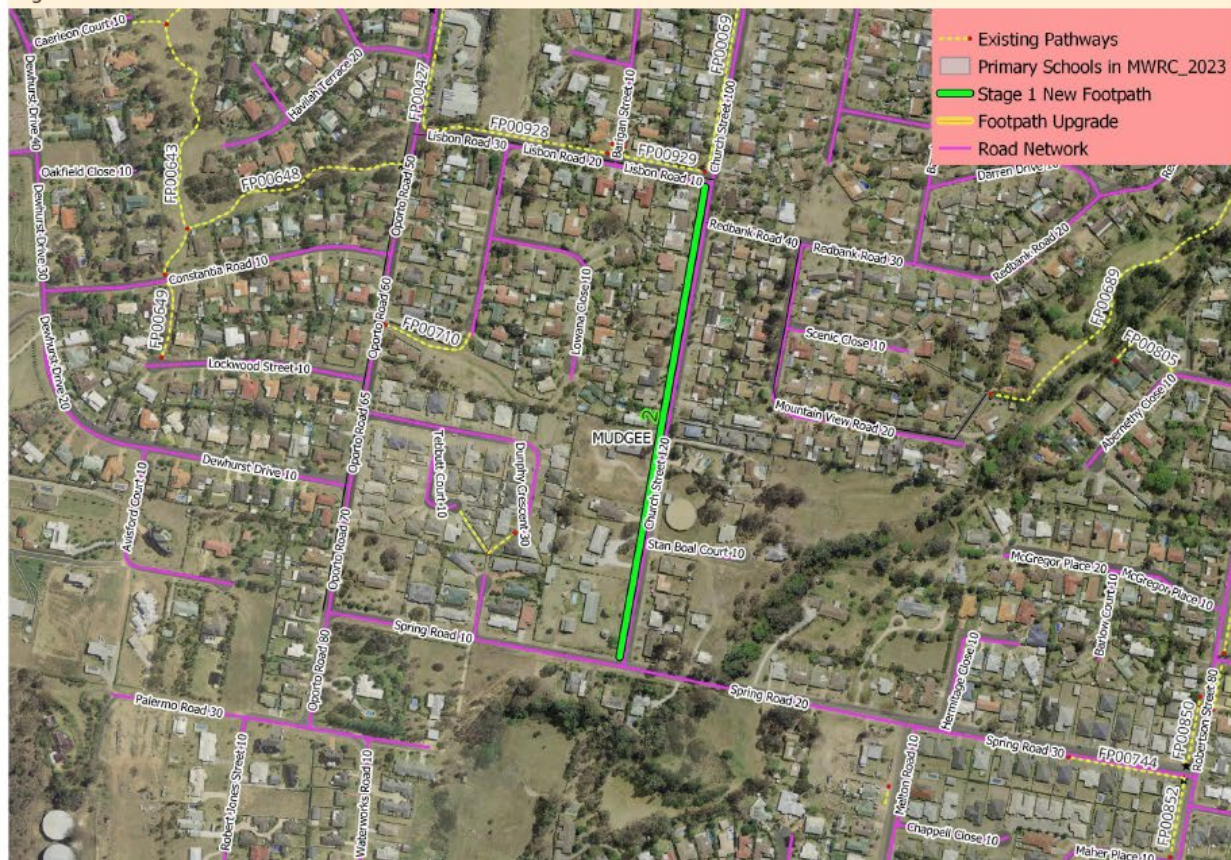 Existing Pathways
Primary Schools in MWRC_2023
Stage 1 New Footpath
Footpath Upgrade
Road Network
Caerleon Court 10
Dewhurst Drive 40
Havilah Terrace 20
FP00427
FP00069
Church Street 100
Barigan Street 10
FP00928
FP00929
Lisbon Road 30
Lisbon Road 20
Lisbon Road 10
Oakfield Close 10
FP00643
FP00648
Oporto Road 50
Darren Drive 10
Redbank Road 40
Redbank Road 30
Redbank Road 20
Dewhurst Drive 30
Constantia Road 10
FP00649
Oporto Road 60
FP00710
Lowana Close 10
FP00689
FP00805
Scenic Close 10
Lockwood Street 10
Dewhurst Drive 20
Oporto Road 65
Mountain View Road 20
Abernethy Close 10
2
MUDGEE
Church Street 120
Tebbutt Court 10
Dunphy Crescent 30
Dewhurst Drive 10
Avisford Court 10
Oporto Road 70
Stan Boal Court 10
McGregor Place 20
McGregor Place 10
Barlow Court 10
Spring Road 10
Oporto Road 80
Hermitage Close 10
Spring Road 20
Palermo Road 30
Robert Jones Street 10
Waterworks Road 10
Melton Road 10
Spring Road 30
FP00744
FP00850
Robertson Street 80
FP00852
Chappell Close 10
Maher Place 10